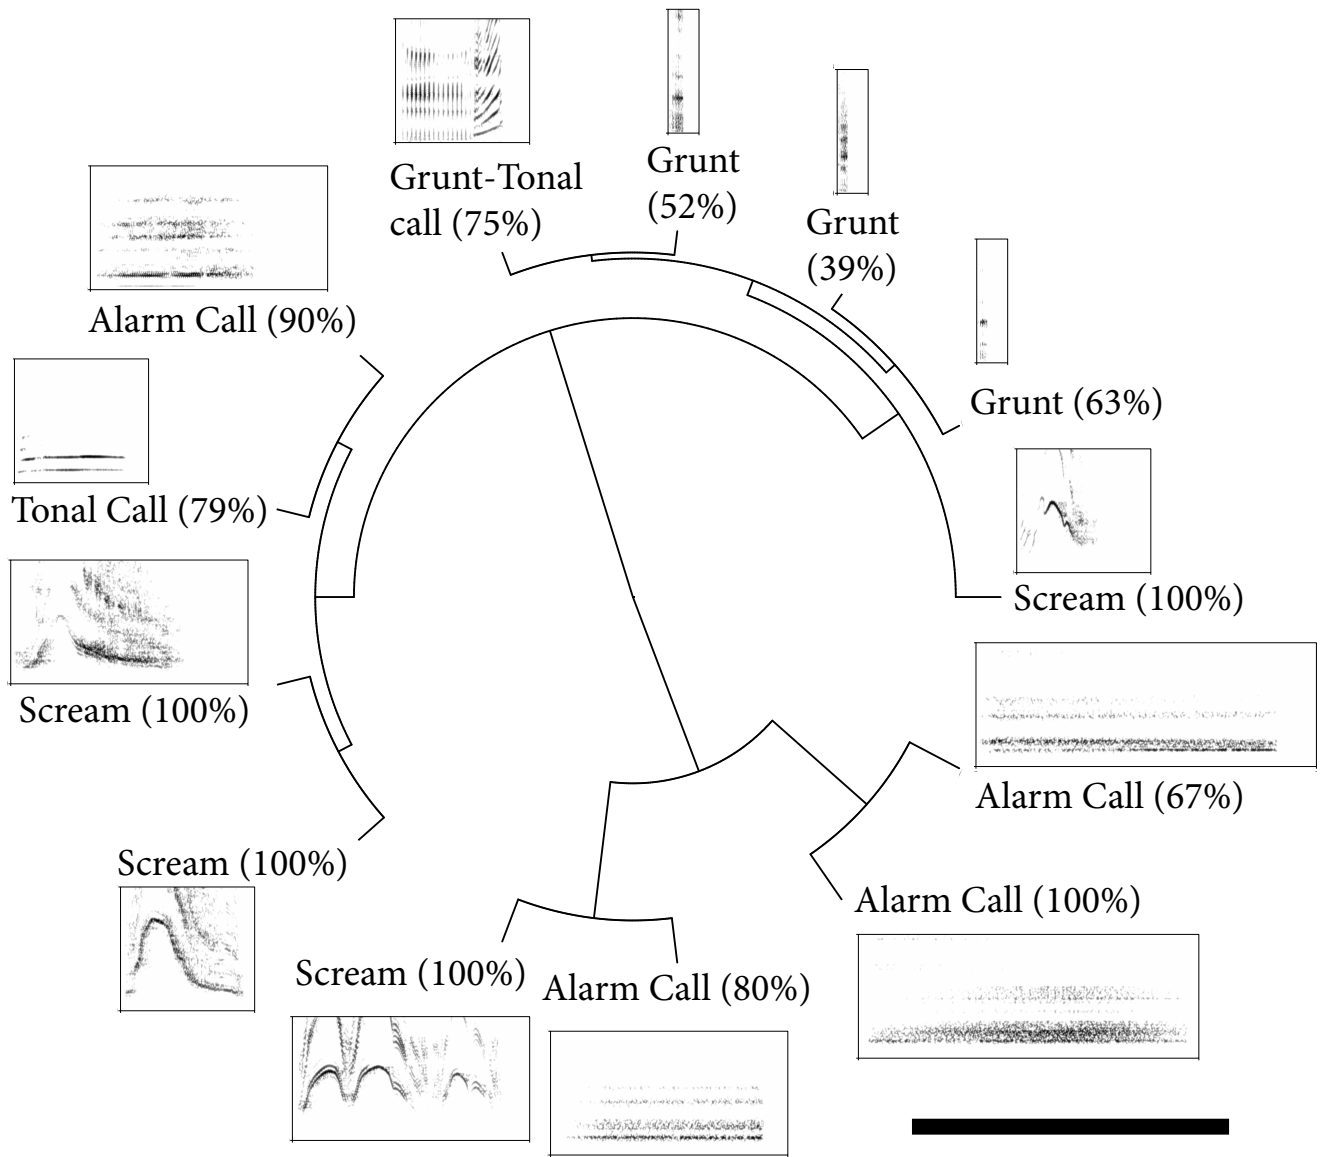 Grunt-Tonal
call (75%)
Grunt
(52%)
Grunt
(39%)
Grunt (63%)
Alarm Call (90%)
Tonal Call (79%)
Scream (100%)
Scream (100%)
Alarm Call (67%)
Scream (100%)
Alarm Call (100%)
Scream (100%)
Alarm Call (80%)